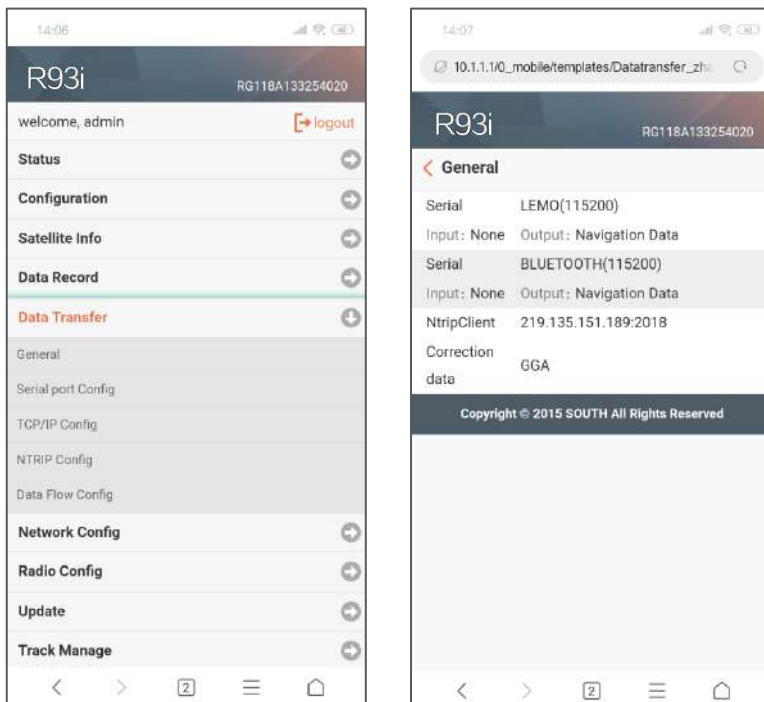 14:06
R93i
RG118A133254020
welcome, admin
logout
Status
Configuration
Satellite Info
Data Record
Data Transfer
General
Serial port Config
TCP/IP Config
NTRIP Config
Data Flow Config
Network Config
Radio Config
Update
Track Manage
2
14:07
10.1.1.1/0_mobile/templates/Datatransfer_zh
R93i
RG118A133254020
General
Serial LEMO(115200)
Input: None Output: Navigation Data
Serial BLUETOOTH(115200)
Input: None Output: Navigation Data
NtripClient 219.135.151.189:2018
Correction
data GGA
Copyright © 2015 SOUTH All Rights Reserved
2